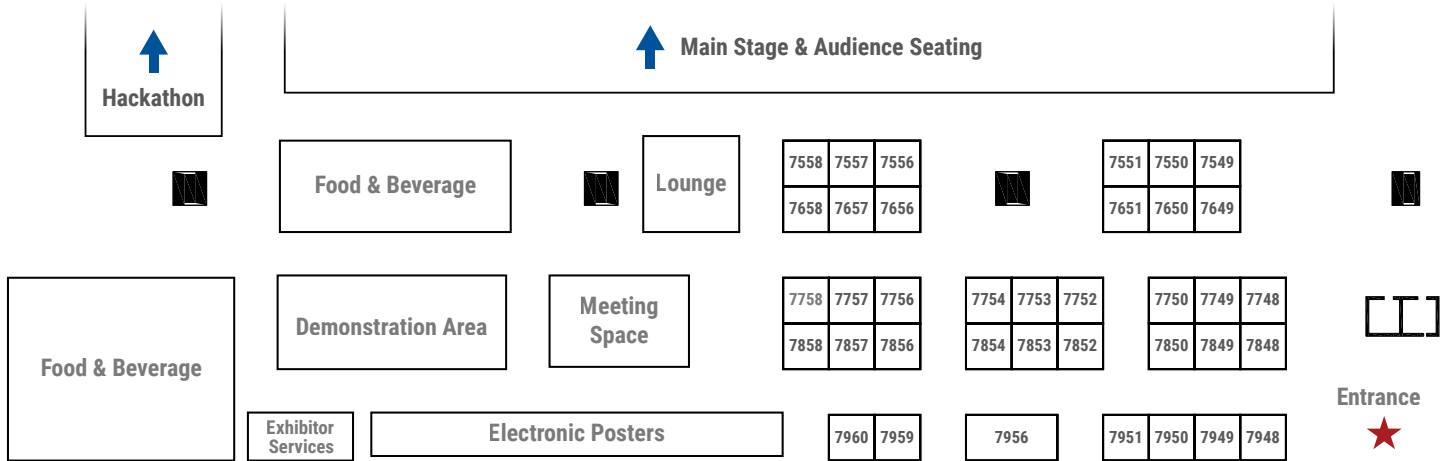 Main Stage & Audience Seating
Hackathon
Food & Beverage
Lounge
7558 7557 7556
7658 7657 7656
7551 7550 7549
7651 7650 7649
Food & Beverage
Demonstration Area
Meeting
Space
7758 7757 7756
7858 7857 7856
7754 7753 7752
7854 7853 7852
7750 7749 7748
7850 7849 7848
Entrance
Exhibitor
Services
Electronic Posters
7960 7959
7956
7951 7950 7949 7948